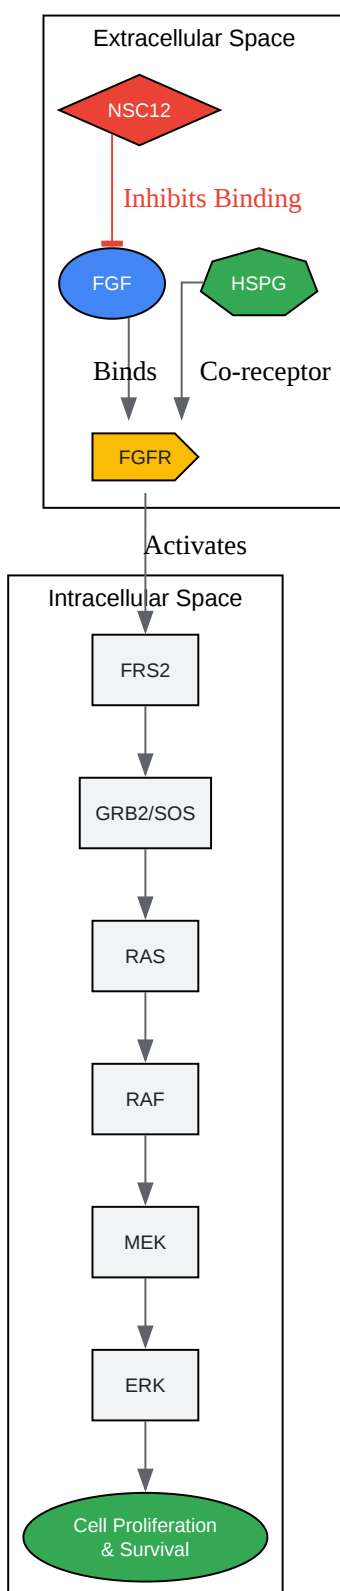 Extracellular Space
NSC12
Inhibits Binding
FGF
HSPG
Binds
Co-receptor
FGFR
Activates
Intracellular Space
FRS2
GRB2/SOS
RAS
RAF
MEK
ERK
Cell Proliferation
& Survival